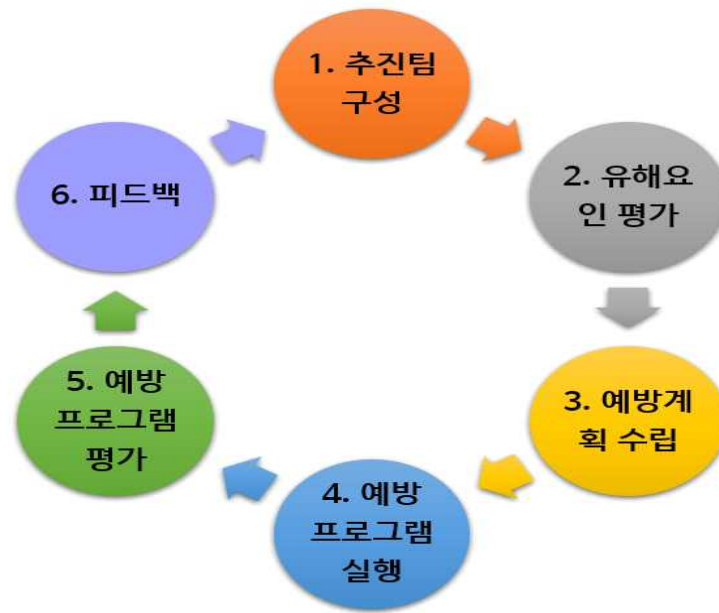 1. 추진팀
구성
2. 유해요
인 평가
3. 예방계
획 수립
4. 예방
프로그램
실행
5. 예방
프로그램
평가
6. 피드백